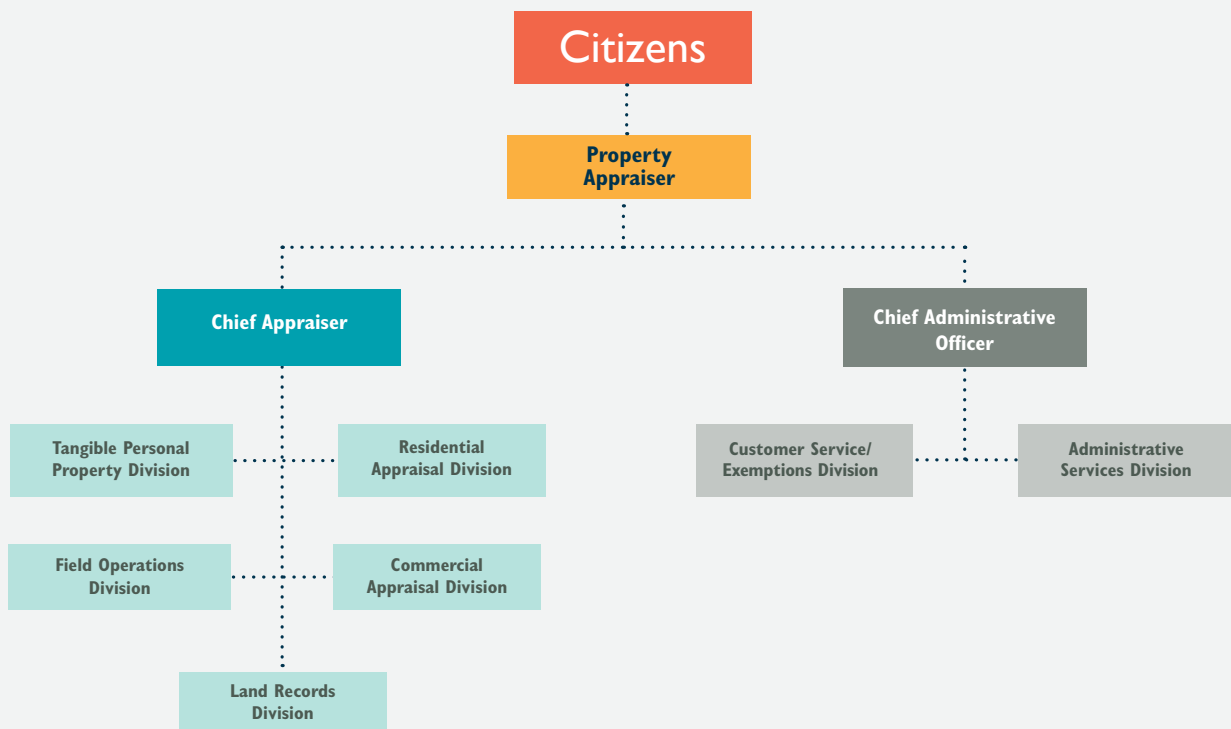 Citizens
Property
Appraiser
Chief Appraiser
Chief Administrative
Officer
Tangible Personal
Property Division
Residential
Appraisal Division
Customer Service/
Exemptions Division
Administrative
Services Division
Field Operations
Division
Commercial
Appraisal Division
Land Records
Division